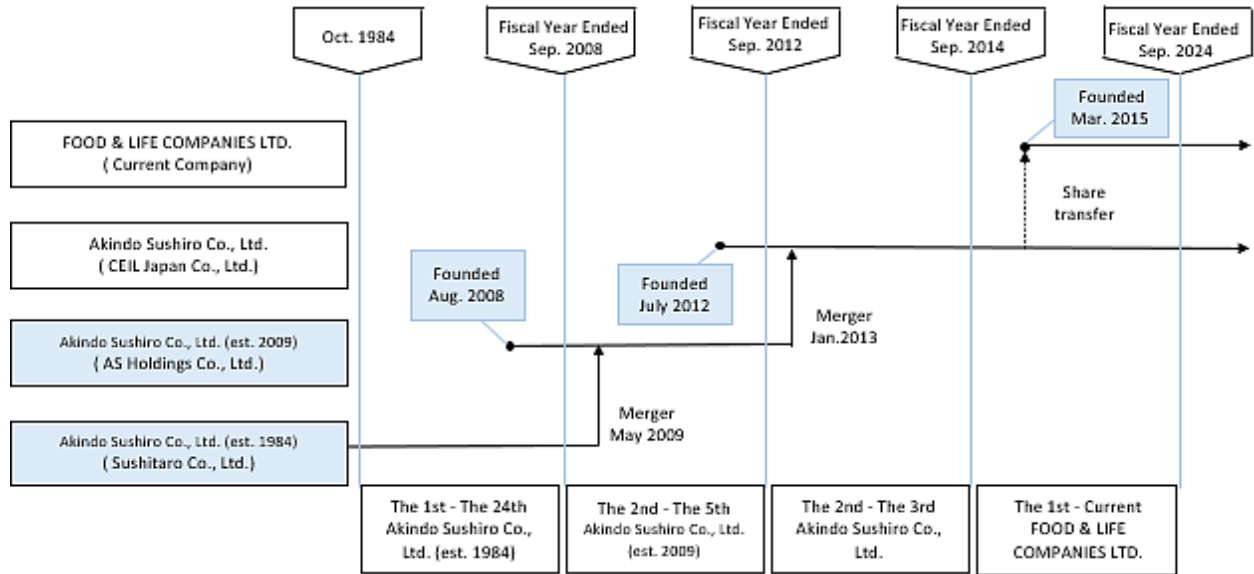 Oct. 1984
Fiscal Year Ended
Sep. 2008
Fiscal Year Ended
Sep. 2012
Fiscal Year Ended
Sep. 2014
Fiscal Year Ended
Sep. 2024
Founded
Mar. 2015
FOOD & LIFE COMPANIES LTD.
( Current Company)
Share
transfer
Akindo Sushiro Co., Ltd.
( CEIL Japan Co., Ltd.)
Founded
Aug. 2008
Founded
July 2012
Merger
Jan.2013
Akindo Sushiro Co., Ltd. (est. 2009)
( AS Holdings Co., Ltd.)
Merger
May 2009
Akindo Sushiro Co., Ltd. (est. 1984)
( Sushitaro Co., Ltd.)
The 1st - The 24th
Akindo Sushiro Co.,
Ltd. (est. 1984)
The 2nd - The 5th
Akindo Sushiro Co., Ltd.
(est. 2009)
The 2nd - The 3rd
Akindo Sushiro Co.,
Ltd.
The 1st - Current
FOOD & LIFE
COMPANIES LTD.